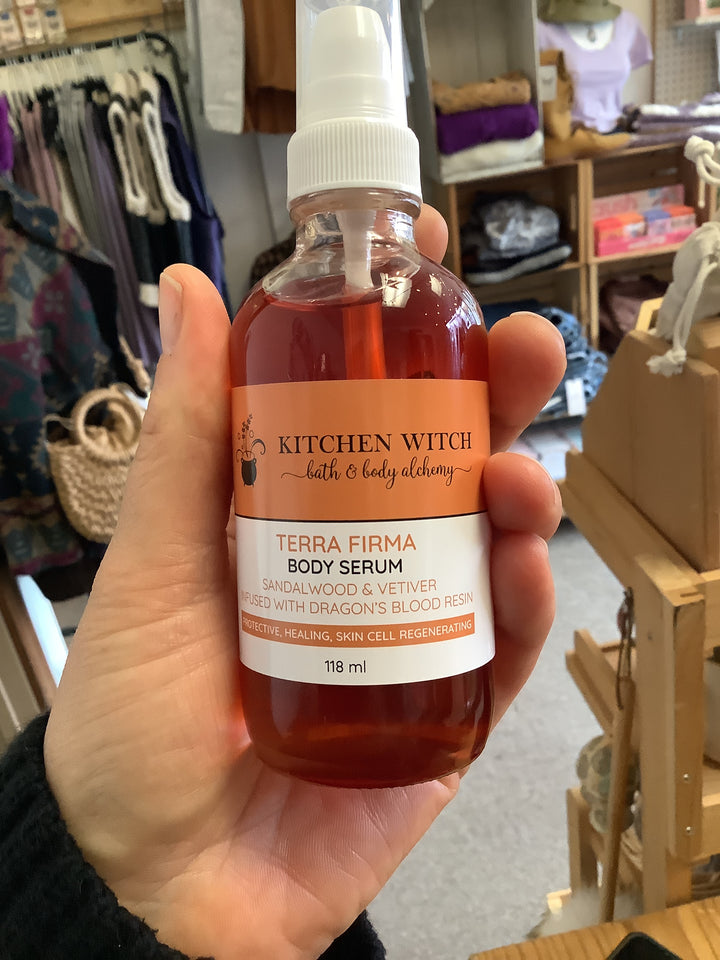 KITCHEN WITCH
bath & body alchemy
TERRA FIRMA
BODY SERUM
SANDALWOOD & VETIVER
INFUSED WITH DRAGON'S BLOOD RESIN
PROTECTIVE, HEALING, SKIN CELL REGENERATING
118 ml